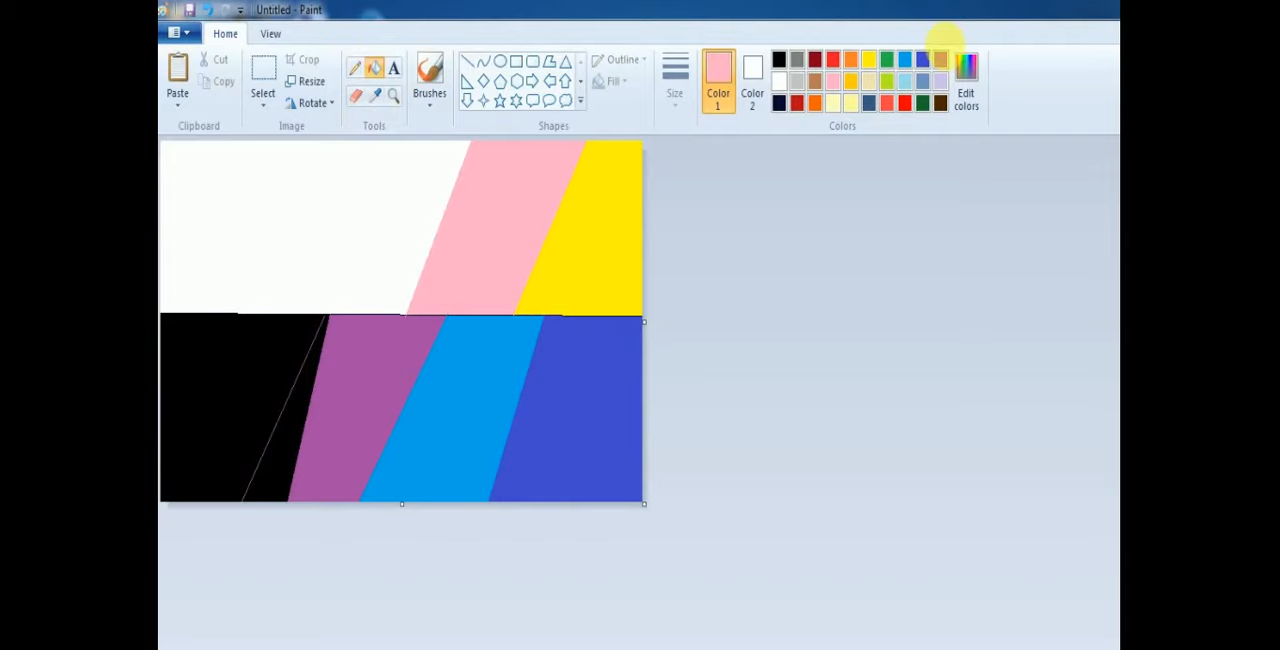 Untitled - Paint
Home View
Paste
Cut
Copy
Clipboard
Select
Crop
Resize
Rotate
Image
A
Tools
Brushes
Outline
Fill
Shapes
Size
Color
1
Color
2
Edit
colors
Colors